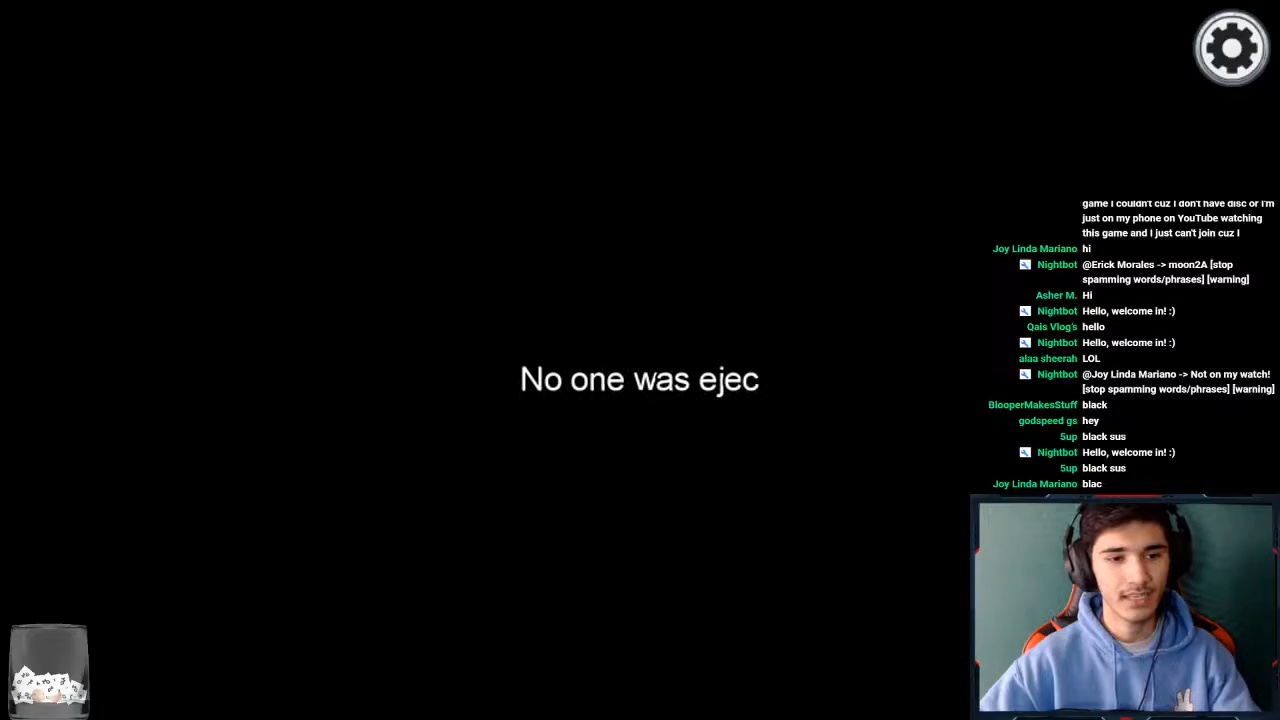 game I couldn't cuz I don't have disc or I'm
just on my phone on YouTube watching
this game and I just can't join cuz I
Joy Linda Mariano hi
Nightbot @Erick Morales -> moon2A [stop
spamming words/phrases] [warning]
Asher M. Hi
Nightbot Hello, welcome in! :)
Qais Vlog's hello
Nightbot Hello, welcome in! :)
alaa sheerah LOL
Nightbot @Joy Linda Mariano -> Not on my watch!
[stop spamming words/phrases] [warning]
No one was ejec
BlooperMakesStuff black
godspeed gs hey
5up black sus
Nightbot Hello, welcome in! :)
5up black sus
Joy Linda Mariano blac